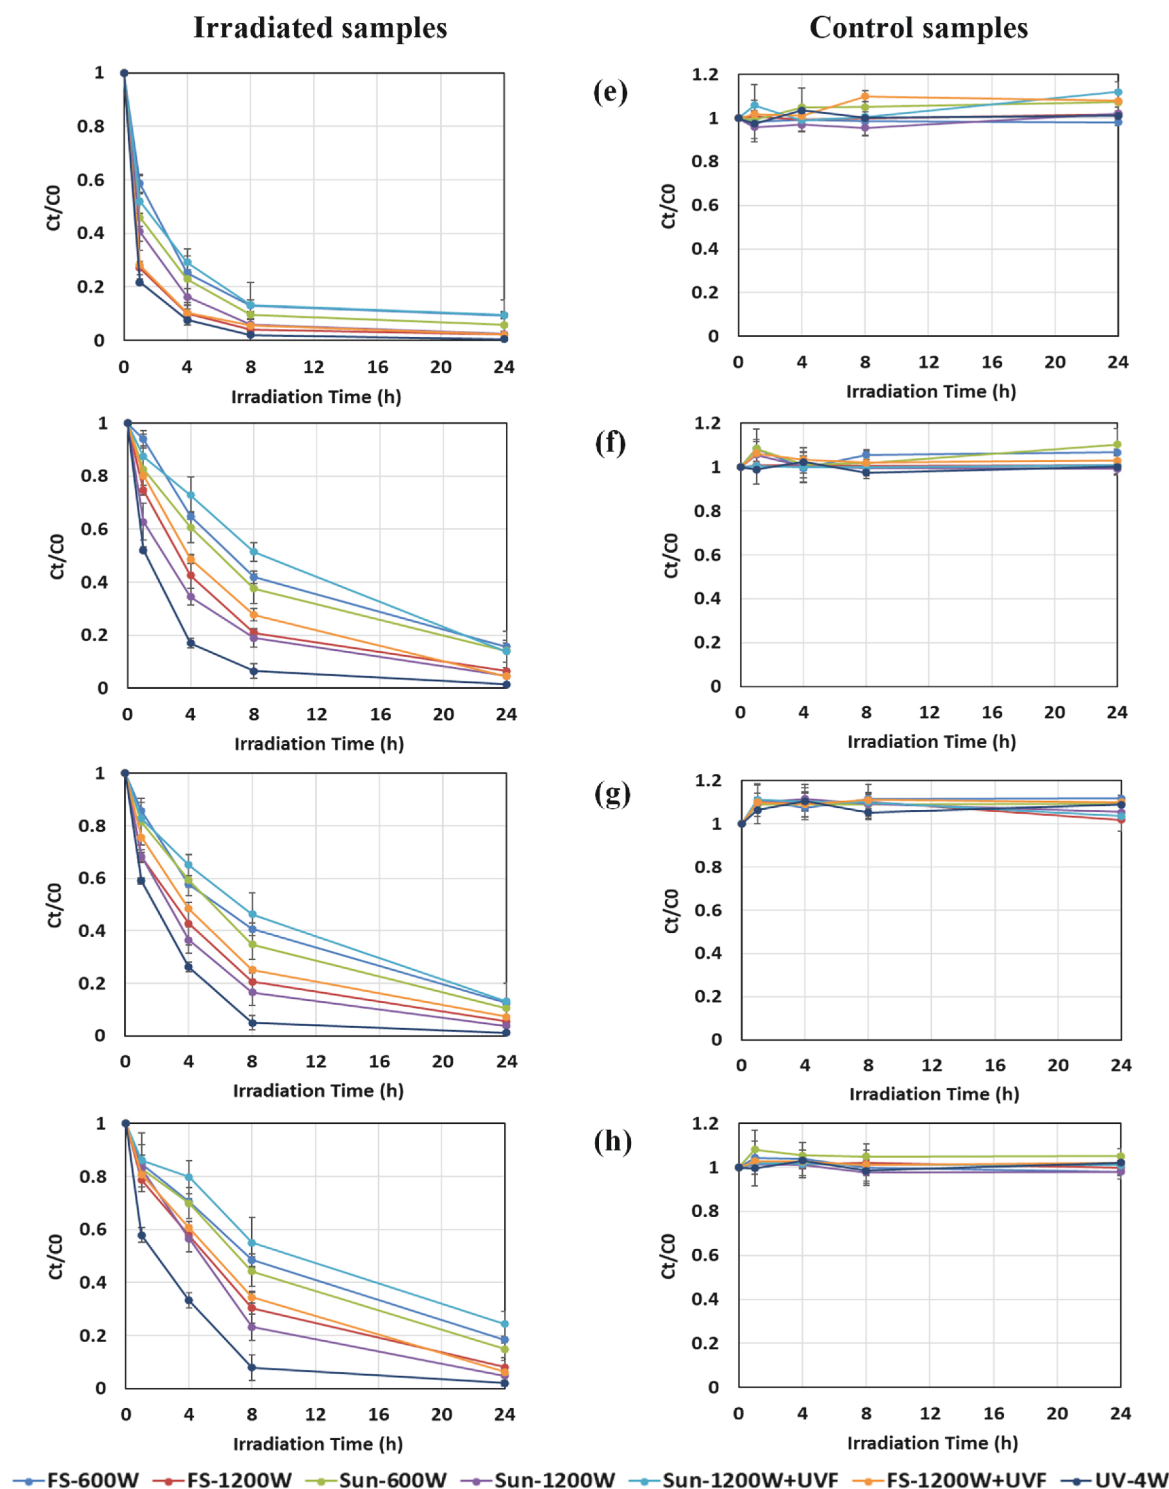 Irradiated samples
Control samples
1
0.8
0.6
0.4
0.2
0
Ct/C0
0 4 8 12 16 20 24
Irradiation Time (h)
(e)
1.2
1
0.8
0.6
0.4
0.2
0
Ct/C0
0 4 8 12 16 20 24
Irradiation Time (h)
1
0.8
0.6
0.4
0.2
0
Ct/C0
0 4 8 12 16 20 24
Irradiation Time (h)
(f)
1.2
1
0.8
0.6
0.4
0.2
0
Ct/C0
0 4 8 12 16 20 24
Irradiation Time (h)
1
0.8
0.6
0.4
0.2
0
Ct/C0
0 4 8 12 16 20 24
Irradiation Time (h)
(g)
1.2
1
0.8
0.6
0.4
0.2
0
Ct/C0
0 4 8 12 16 20 24
Irradiation Time (h)
1
0.8
0.6
0.4
0.2
0
Ct/C0
0 4 8 12 16 20 24
Irradiation Time (h)
(h)
1.2
1
0.8
0.6
0.4
0.2
0
Ct/C0
0 4 8 12 16 20 24
Irradiation Time (h)
FS-600W FS-1200W Sun-600W Sun-1200W Sun-1200W+UVF FS-1200W+UVF UV-4W